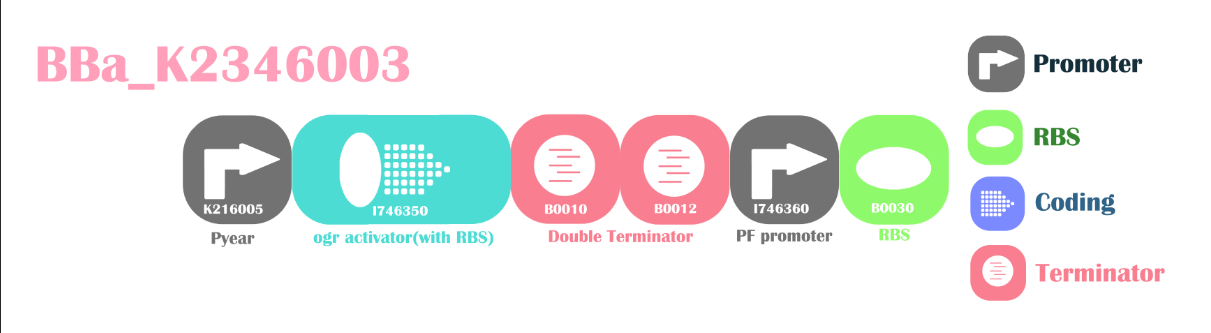 BBa_K2346003
Promoter
RBS
Coding
Terminator
K216005 I746350 B0010 B0012 I746360 B0030
Pyear ogr activator(with RBS) Double Terminator PF promoter RBS